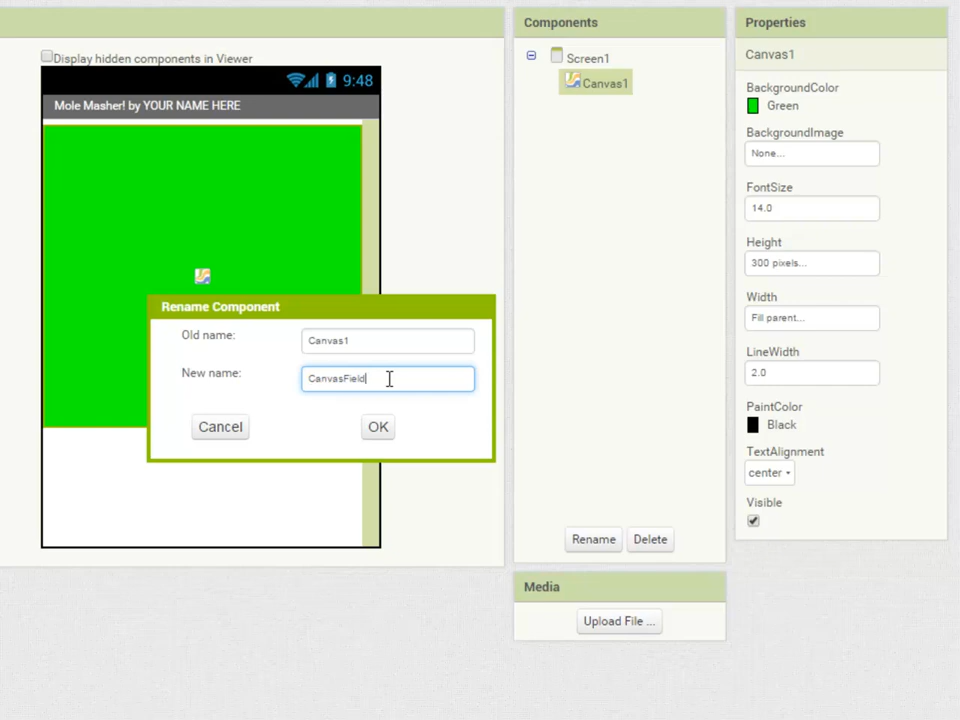 Components
Properties
Display hidden components in Viewer
Screen1
Canvas1
Canvas1
9:48
Mole Masher! by YOUR NAME HERE
BackgroundColor
Green
BackgroundImage
None...
FontSize
14.0
Height
300 pixels...
Width
Fill parent...
LineWidth
2.0
PaintColor
Black
TextAlignment
center
Visible
Rename Component
Old name:
Canvas1
New name:
CanvasField
Cancel
OK
Rename
Delete
Media
Upload File ...